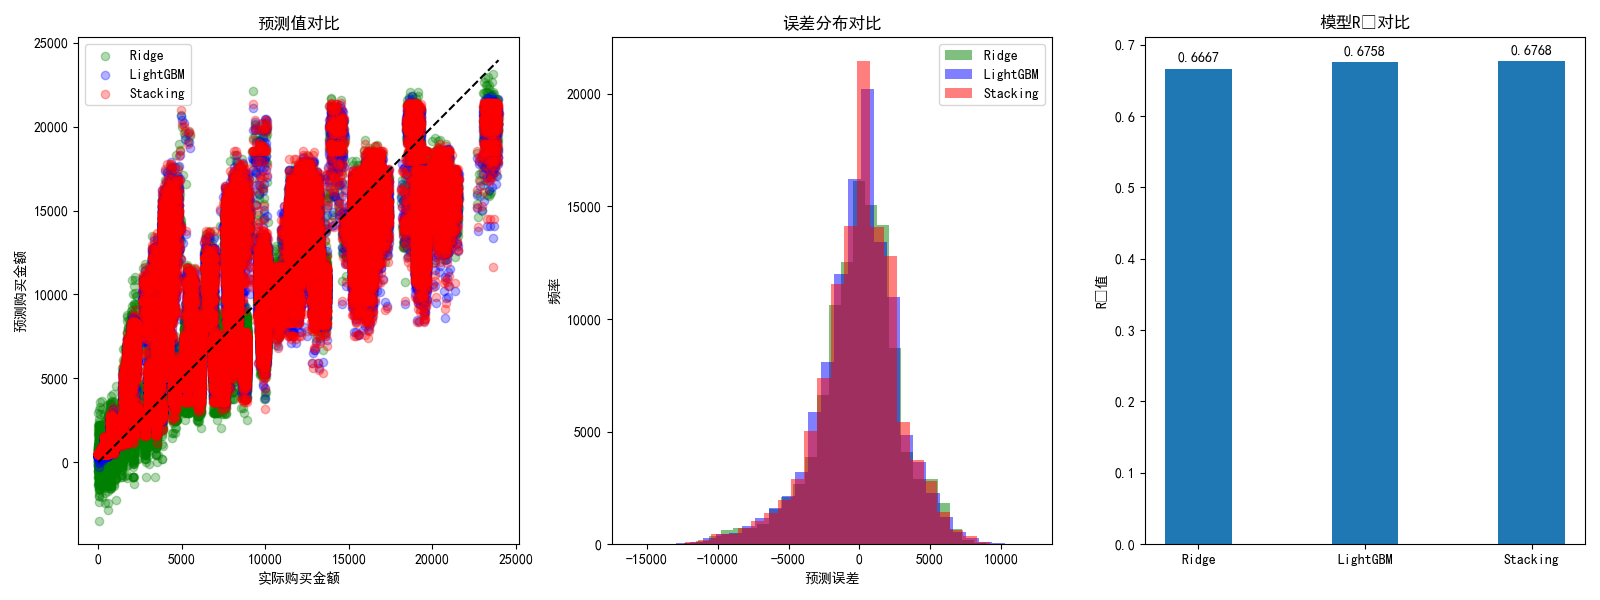 预测值对比
25000
20000
15000
10000
5000
0
0
5000
10000
15000
20000
25000
预测购买金额
实际购买金额
Ridge
LightGBM
Stacking
误差分布对比
20000
15000
10000
5000
0
−15000
−10000
−5000
0
5000
10000
频率
预测误差
Ridge
LightGBM
Stacking
模型R□对比
0.7
0.6
0.5
0.4
0.3
0.2
0.1
0.0
R□值
0.6667
0.6758
0.6768
Ridge
LightGBM
Stacking